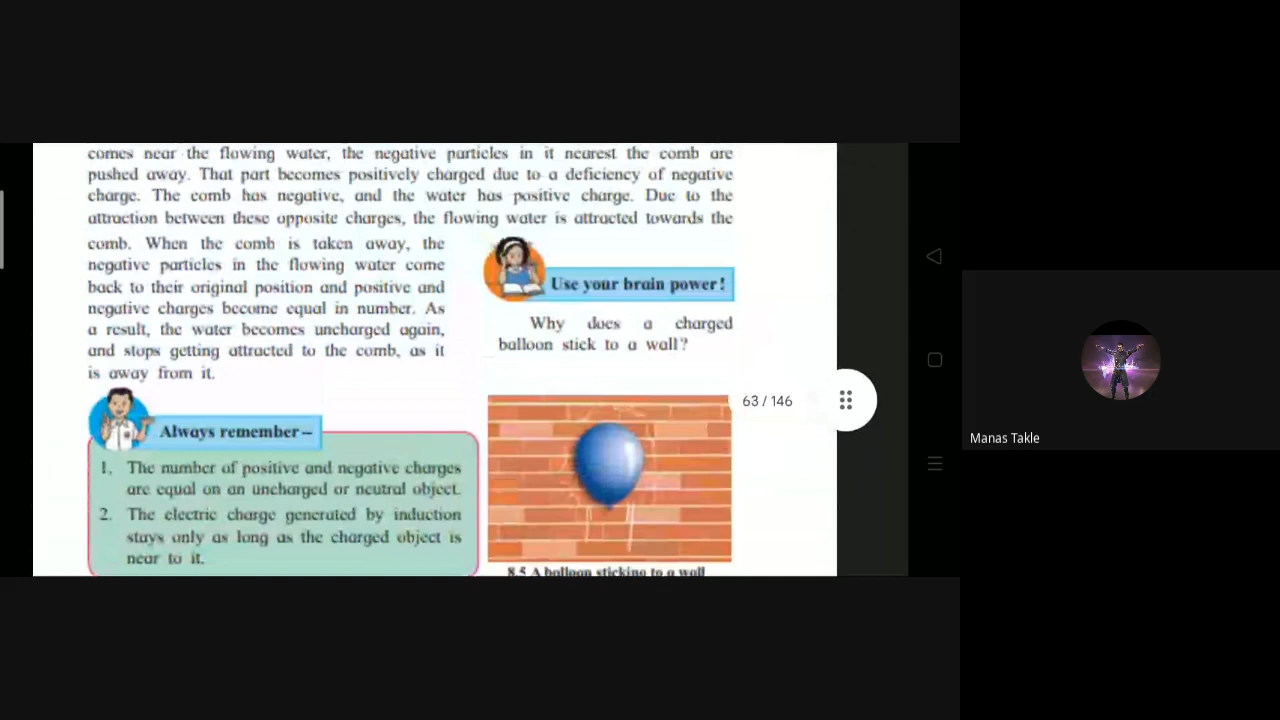 comes near the flowing water, the negative particles in it nearest the comb are
pushed away. That part becomes positively charged due to a deficiency of negative
charge. The comb has negative, and the water has positive charge. Due to the
attraction between these opposite charges, the flowing water is attracted towards the
comb. When the comb is taken away, the
negative particles in the flowing water come
back to their original position and positive and
negative charges become equal in number. As
a result, the water becomes uncharged again,
and stops getting attracted to the comb, as it
is away from it.
Use your brain power!
Why does a charged
balloon stick to a wall?
Always remember –
1. The number of positive and negative charges
are equal on an uncharged or neutral object.
2. The electric charge generated by induction
stays only as long as the charged object is
near to it.
8.5 A balloon sticking to a wall
63 / 146
Manas Takle